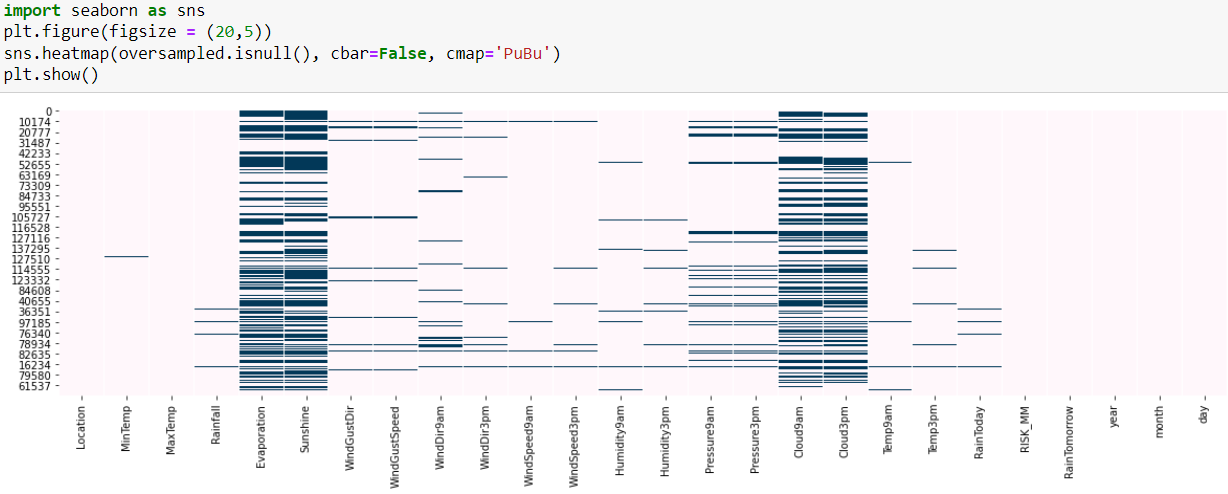 import seaborn as sns
plt.figure(figsize = (20,5))
sns.heatmap(oversampled.isnull(), cbar=False, cmap='PuBu')
plt.show()
0
10174
20777
31487
42233
52655
63169
73309
84733
95551
105727
116528
127116
137295
127510
114555
123332
84608
40655
36351
97185
76340
78934
82635
16234
79580
61537
Location
MinTemp
MaxTemp
Rainfall
Evaporation
Sunshine
WindGustDir
WindGustSpeed
WindDir9am
WindDir3pm
WindSpeed9am
WindSpeed3pm
Humidity9am
Humidity3pm
Pressure9am
Pressure3pm
Cloud9am
Cloud3pm
Temp9am
Temp3pm
RainToday
RISK_MM
RainTomorrow
year
month
day